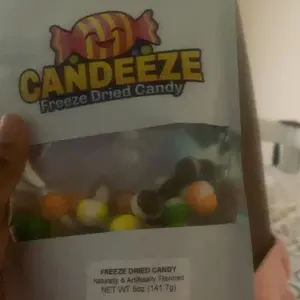 CANDEEZE
Freeze Dried Candy
FREEZE DRIED CANDY
Naturally & Artificially Flavored
NET WT 5oz (141.7g)